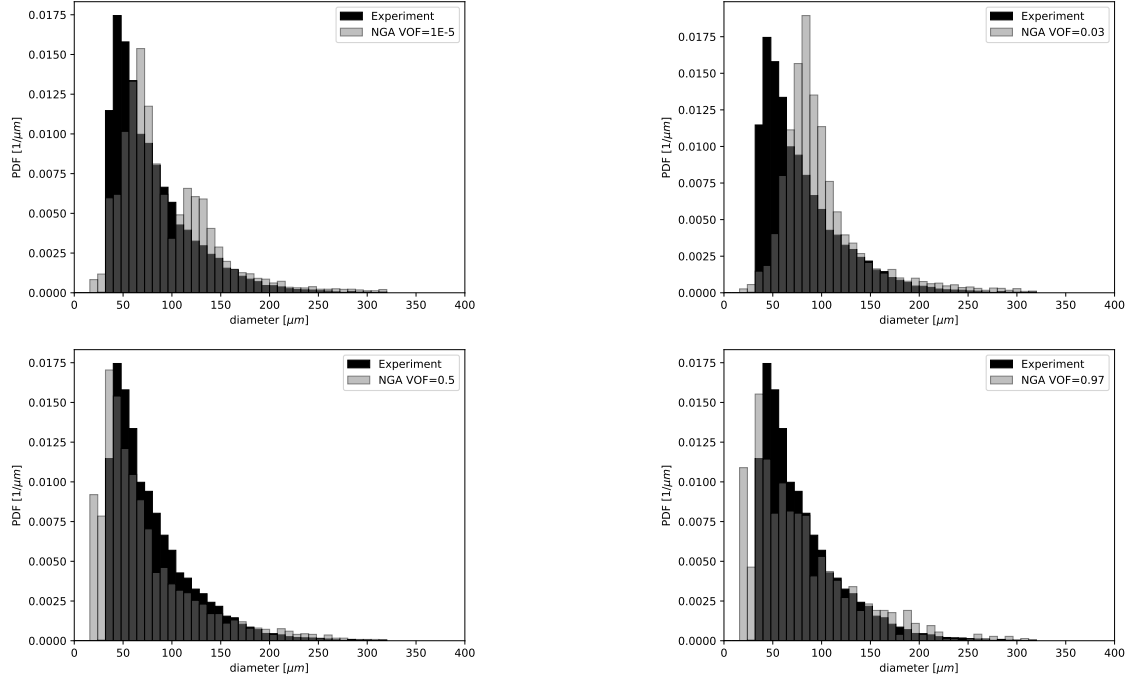 Experiment
NGA VOF=1E-5
0.0175
0.0150
0.0125
0.0100
0.0075
0.0050
0.0025
0.0000
PDF [1/μm]
0 50 100 150 200 250 300 350 400
diameter [μm]
Experiment
NGA VOF=0.03
0.0175
0.0150
0.0125
0.0100
0.0075
0.0050
0.0025
0.0000
PDF [1/μm]
0 50 100 150 200 250 300 350 400
diameter [μm]
Experiment
NGA VOF=0.5
0.0175
0.0150
0.0125
0.0100
0.0075
0.0050
0.0025
0.0000
PDF [1/μm]
0 50 100 150 200 250 300 350 400
diameter [μm]
Experiment
NGA VOF=0.97
0.0175
0.0150
0.0125
0.0100
0.0075
0.0050
0.0025
0.0000
PDF [1/μm]
0 50 100 150 200 250 300 350 400
diameter [μm]